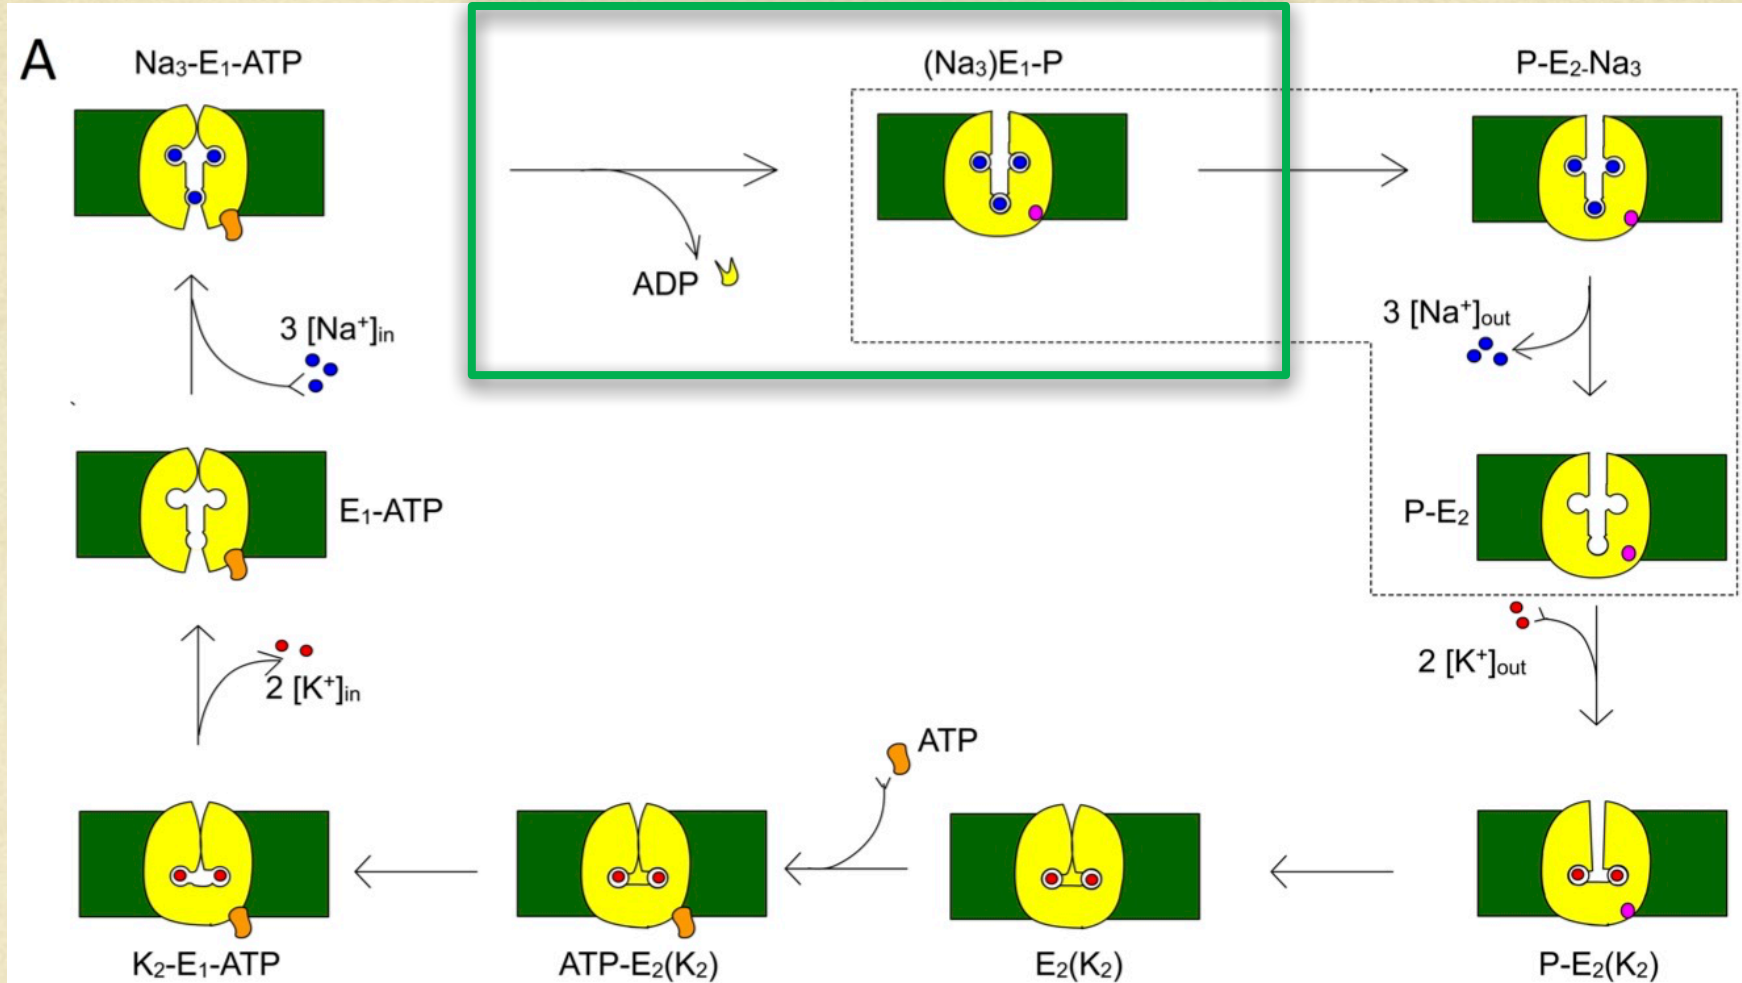 A
Na₃-E₁-ATP
(Na₃)E₁-P
P-E₂-Na₃
ADP
3 [Na⁺]in
3 [Na⁺]out
E₁-ATP
P-E₂
2 [K⁺]in
2 [K⁺]out
ATP
K₂-E₁-ATP
ATP-E₂(K₂)
E₂(K₂)
P-E₂(K₂)